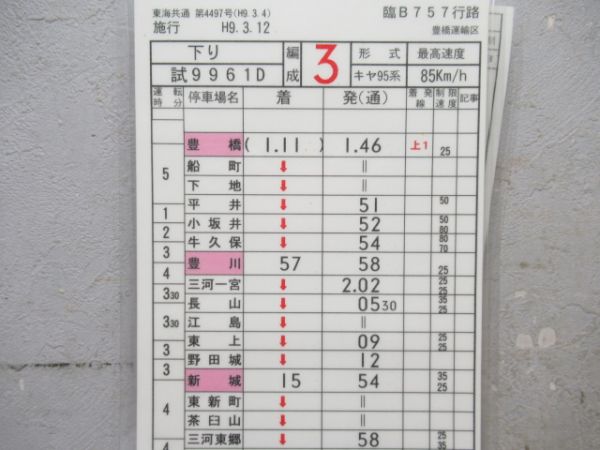 東海共通 第4497号(H9.3.4) 臨B757行路
施行 H9.3.12 豊橋運輸区
下り 編成 3 形式 最高速度
試9961D キヤ95系 85Km/h
運転時分 停車場名 着 発(通) 着発線 制限速度 記事
豊橋 (1.11) 1.46 上1 25
5 船町 ↓ ||
下地 ↓ ||
平井 ↓ 51 50
1 小坂井 ↓ 52 50 80
2 牛久保 ↓ 54 80 70
3 豊川 57 58 25
4 三河一宮 ↓ 2.02 25 25
3 30 長山 ↓ 05 30 35 25
3 30 江島 ↓ ||
東上 ↓ 09 25 25
3 野田城 ↓ 12
3 新城 15 54 35 25
4 東新町 ↓ ||
茶臼山 ↓ ||
三河東郷 ↓ 58 25
4